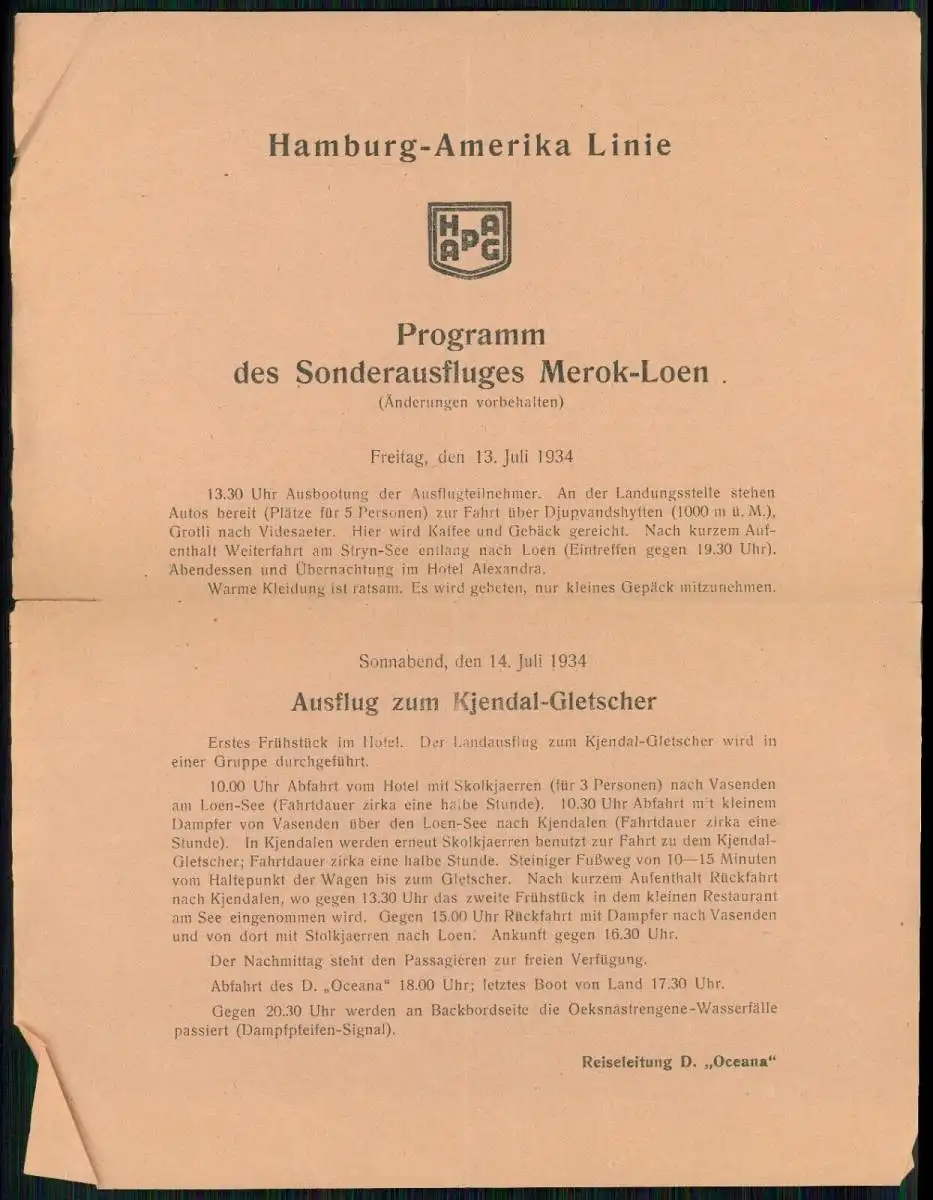 Hamburg-Amerika Linie
H A
P
A G
Programm
des Sonderausfluges Merok-Loen
(Änderungen vorbehalten)
Freitag, den 13. Juli 1934
13.30 Uhr Ausbootung der Ausflugteilnehmer. An der Landungsstelle stehen
Autos bereit (Plätze für 5 Personen) zur Fahrt über Djupvandshytten (1000 m ü. M.),
Grotli nach Videsaeter. Hier wird Kaffee und Gebäck gereicht. Nach kurzem Auf-
enthalt Weiterfahrt am Stryn-See entlang nach Loen (Eintreffen gegen 19.30 Uhr).
Abendessen und Übernachtung im Hotel Alexandra.
Warme Kleidung ist ratsam. Es wird gebeten, nur kleines Gepäck mitzunehmen.
Sonnabend, den 14. Juli 1934
Ausflug zum Kjendal-Gletscher
Erstes Frühstück im Hotel. Der Landausflug zum Kjendal-Gletscher wird in
einer Gruppe durchgeführt.
10.00 Uhr Abfahrt vom Hotel mit Skolkjaerren (für 3 Personen) nach Vasenden
am Loen-See (Fahrtdauer zirka eine halbe Stunde). 10.30 Uhr Abfahrt mit kleinem
Dampfer von Vasenden über den Loen-See nach Kjendalen (Fahrtdauer zirka eine
Stunde). In Kjendalen werden erneut Skolkjaerren benutzt zur Fahrt zu dem Kjendal-
Gletscher; Fahrtdauer zirka eine halbe Stunde. Steiniger Fußweg von 10—15 Minuten
vom Haltepunkt der Wagen bis zum Gletscher. Nach kurzem Aufenthalt Rückfahrt
nach Kjendalen, wo gegen 13.30 Uhr das zweite Frühstück in dem kleinen Restaurant
am See eingenommen wird. Gegen 15.00 Uhr Rückfahrt mit Dampfer nach Vasenden
und von dort mit Stolkjaerren nach Loen. Ankunft gegen 16.30 Uhr.
Der Nachmittag steht den Passagieren zur freien Verfügung.
Abfahrt des D. „Oceana“ 18.00 Uhr; letztes Boot von Land 17.30 Uhr.
Gegen 20.30 Uhr werden an Backbordseite die Oeksnästrengene-Wasserfälle
passiert (Dampfpfeifen-Signal).
Reiseleitung D. „Oceana“